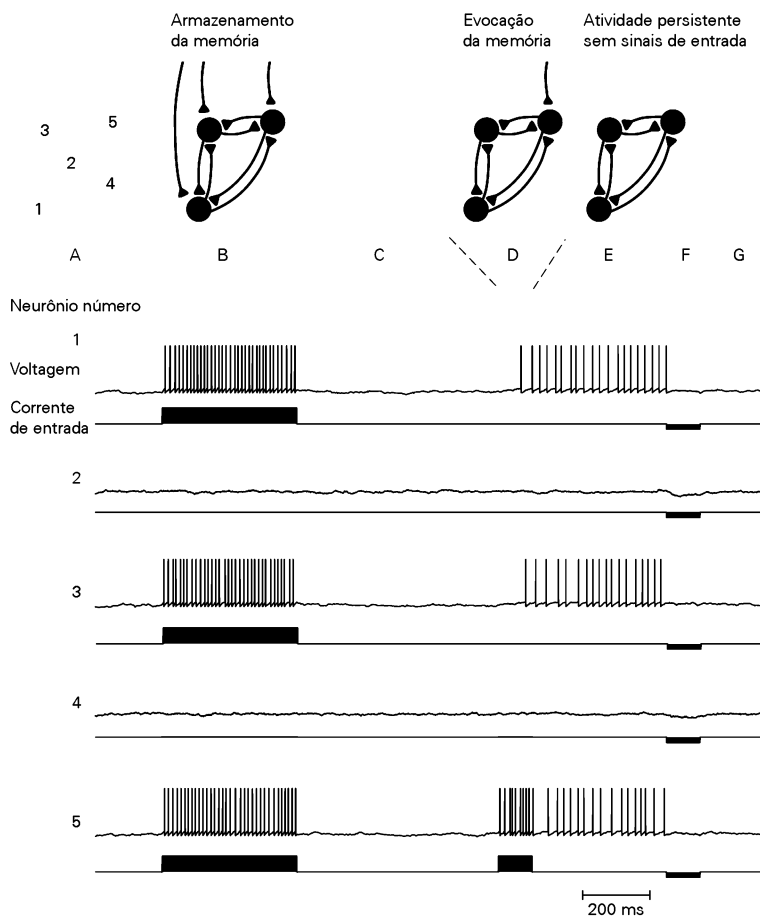 Armazenamento
da memória
Evocação
da memória
Atividade persistente
sem sinais de entrada
3
5
2
4
1
A
B
C
D
E
F
G
Neurônio número
1
Voltagem
Corrente
de entrada
2
3
4
5
200 ms